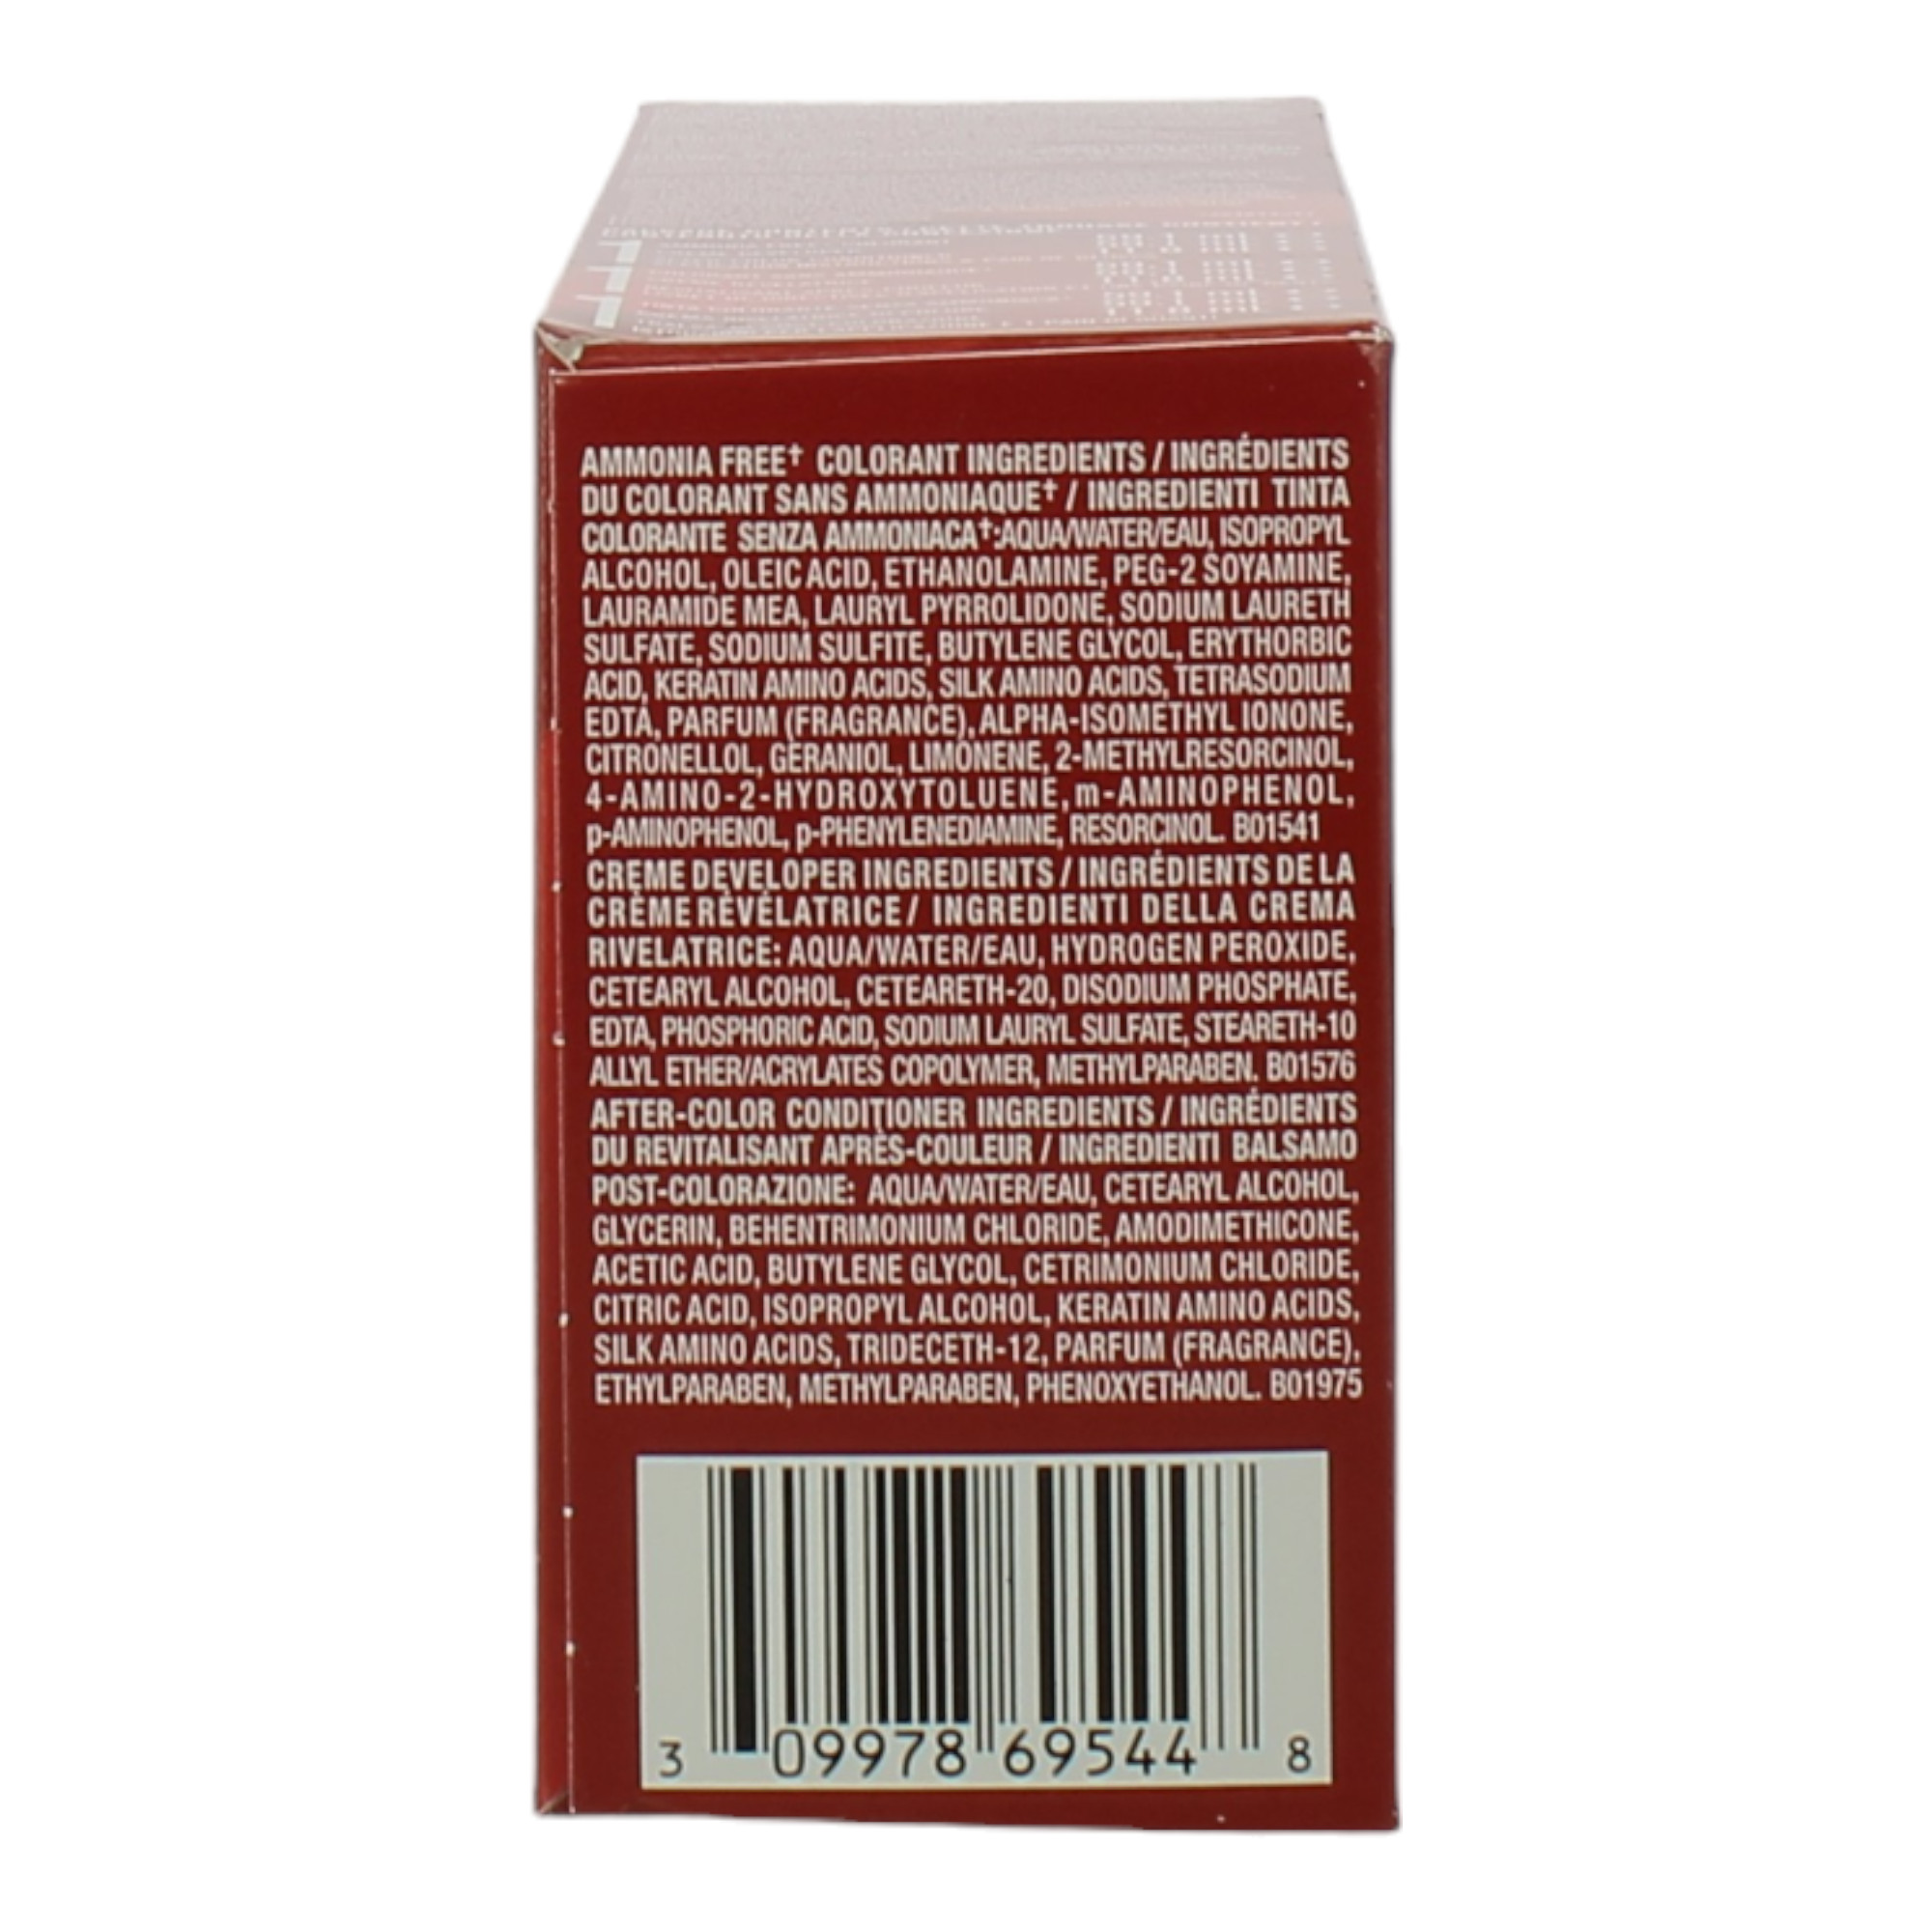 AMMONIA FREE† COLORANT INGREDIENTS / INGRÉDIENTS
DU COLORANT SANS AMMONIAQUE† / INGREDIENTI TINTA
COLORANTE SENZA AMMONIACA†:AQUA/WATER/EAU, ISOPROPYL
ALCOHOL, OLEIC ACID, ETHANOLAMINE, PEG-2 SOYAMINE,
LAURAMIDE MEA, LAURYL PYRROLIDONE, SODIUM LAURETH
SULFATE, SODIUM SULFITE, BUTYLENE GLYCOL, ERYTHORBIC
ACID, KERATIN AMINO ACIDS, SILK AMINO ACIDS, TETRASODIUM
EDTA, PARFUM (FRAGRANCE), ALPHA-ISOMETHYL IONONE,
CITRONELLOL, GERANIOL, LIMONENE, 2-METHYLRESORCINOL,
4-AMINO-2-HYDROXYTOLUENE, m-AMINOPHENOL,
p-AMINOPHENOL, p-PHENYLENEDIAMINE, RESORCINOL. B01541
CREME DEVELOPER INGREDIENTS / INGRÉDIENTS DE LA
CRÈME RÉVÉLATRICE / INGREDIENTI DELLA CREMA
RIVELATRICE: AQUA/WATER/EAU, HYDROGEN PEROXIDE,
CETEARYL ALCOHOL, CETEARETH-20, DISODIUM PHOSPHATE,
EDTA, PHOSPHORIC ACID, SODIUM LAURYL SULFATE, STEARETH-10
ALLYL ETHER/ACRYLATES COPOLYMER, METHYLPARABEN. B01576
AFTER-COLOR CONDITIONER INGREDIENTS / INGRÉDIENTS
DU REVITALISANT APRÈS-COULEUR / INGREDIENTI BALSAMO
POST-COLORAZIONE: AQUA/WATER/EAU, CETEARYL ALCOHOL,
GLYCERIN, BEHENTRIMONIUM CHLORIDE, AMODIMETHICONE,
ACETIC ACID, BUTYLENE GLYCOL, CETRIMONIUM CHLORIDE,
CITRIC ACID, ISOPROPYL ALCOHOL, KERATIN AMINO ACIDS,
SILK AMINO ACIDS, TRIDECETH-12, PARFUM (FRAGRANCE),
ETHYLPARABEN, METHYLPARABEN, PHENOXYETHANOL. B01975
3 09978 69544 8